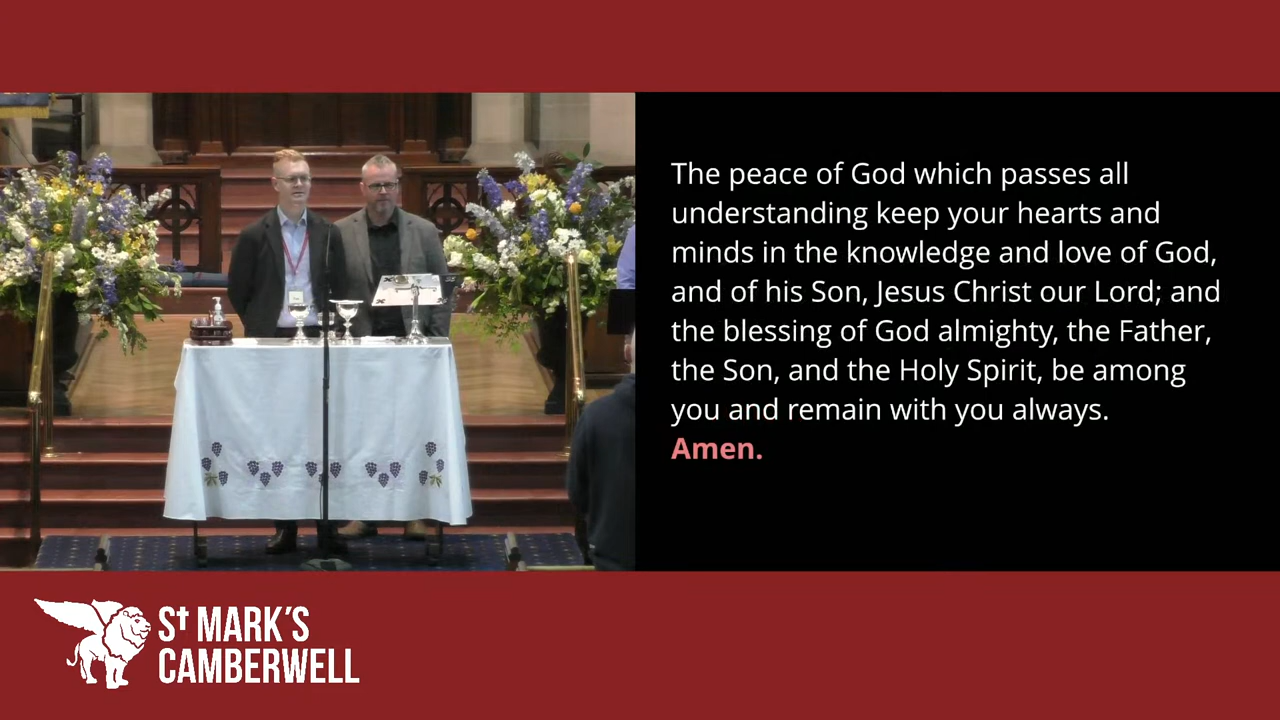 The peace of God which passes all
understanding keep your hearts and
minds in the knowledge and love of God,
and of his Son, Jesus Christ our Lord; and
the blessing of God almighty, the Father,
the Son, and the Holy Spirit, be among
you and remain with you always.
Amen.
St MARK'S
CAMBERWELL